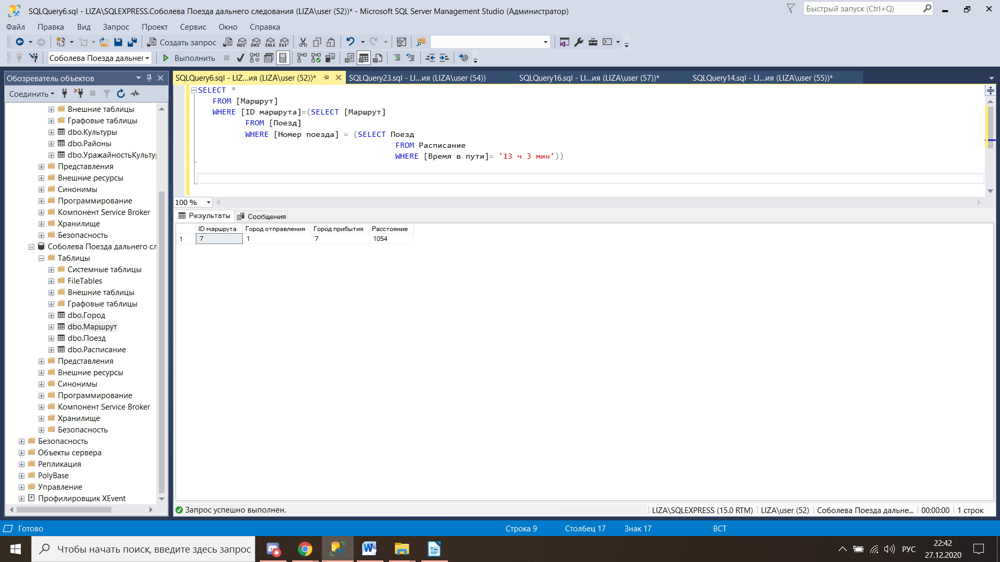 SQLQuery6.sql - LIZA\SQLEXPRESS.Соболева Поезда дальнего следования (LIZA\user (52))* - Microsoft SQL Server Management Studio (Администратор)
Быстрый запуск (Ctrl+Q)
Файл Правка Вид Запрос Проект Сервис Окно Справка
Создать запрос MDX DMX XMLA DAX
Соболева Поезда дальнег Выполнить
Обозреватель объектов
Соединить
Внешние таблицы
Графовые таблицы
dbo.Культуры
dbo.Районы
dbo.УражайностьКультур
Представления
Внешние ресурсы
Синонимы
Программирование
Компонент Service Broker
Хранилище
Безопасность
Соболева Поезда дальнего сл
Таблицы
Системные таблицы
FileTables
Внешние таблицы
Графовые таблицы
dbo.Город
dbo.Маршрут
dbo.Поезд
dbo.Расписание
Представления
Внешние ресурсы
Синонимы
Программирование
Компонент Service Broker
Хранилище
Безопасность
Безопасность
Объекты сервера
Репликация
PolyBase
Управление
Профилировщик XEvent
SQLQuery6.sql - LIZ...ия (LIZA\user (52))* SQLQuery23.sql - LI...ия (LIZA\user (54)) SQLQuery16.sql - LI...ия (LIZA\user (57))* SQLQuery14.sql - LI...ия (LIZA\user (55))*
SELECT *
FROM [Маршрут]
WHERE [ID маршрута]=(SELECT [Маршрут]
FROM [Поезд]
WHERE [Номер поезда] = (SELECT Поезд
FROM Расписание
WHERE [Время в пути]= '13 ч 3 мин'))
100 %
Результаты Сообщения
ID маршрута Город отправления Город прибытия Расстояние
1 7 1 7 1054
Запрос успешно выполнен. LIZA\SQLEXPRESS (15.0 RTM) LIZA\user (52) Соболева Поезда дальне... 00:00:00 1 строк
Готово Строка 9 Столбец 17 Знак 17 ВСТ
Чтобы начать поиск, введите здесь запрос
РУС
22:42
27.12.2020